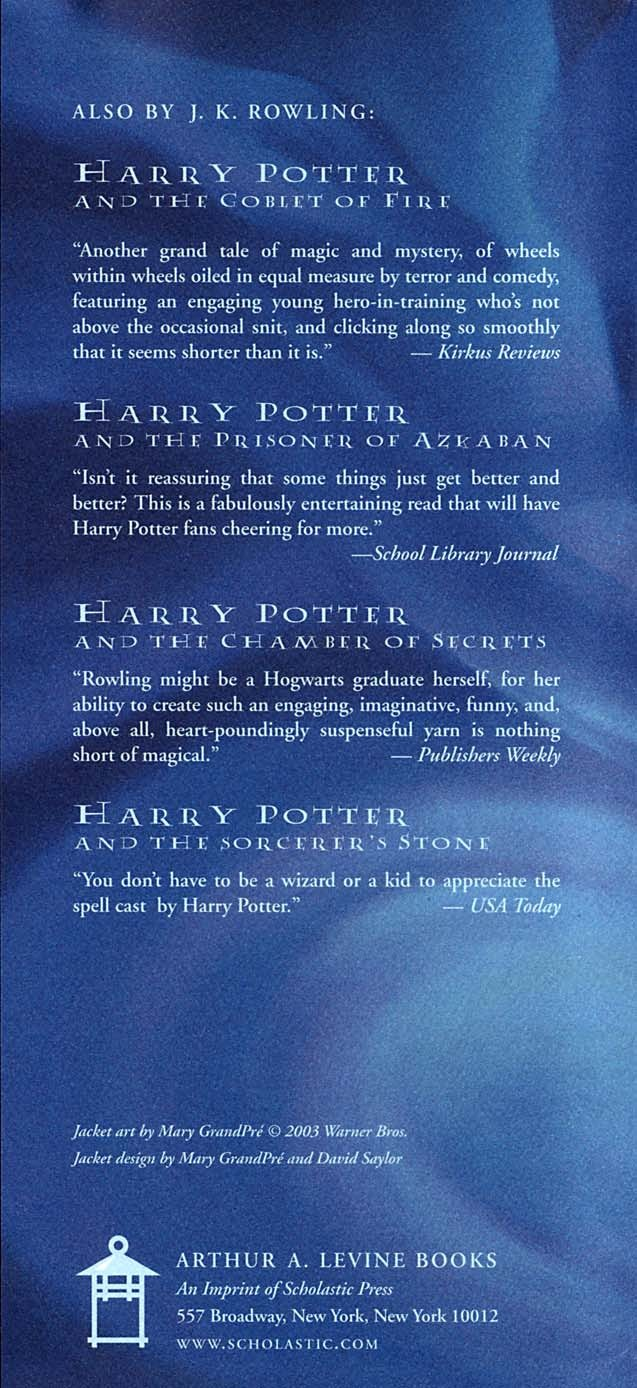 ALSO BY J. K. ROWLING:
HARRY POTTER
AND THE GOBLET OF FIRE
“Another grand tale of magic and mystery, of wheels
within wheels oiled in equal measure by terror and comedy,
featuring an engaging young hero-in-training who’s not
above the occasional snit, and clicking along so smoothly
that it seems shorter than it is.” — Kirkus Reviews
HARRY POTTER
AND THE PRISONER OF AZKABAN
“Isn’t it reassuring that some things just get better and
better? This is a fabulously entertaining read that will have
Harry Potter fans cheering for more.”
—School Library Journal
HARRY POTTER
AND THE CHAMBER OF SECRETS
“Rowling might be a Hogwarts graduate herself, for her
ability to create such an engaging, imaginative, funny, and,
above all, heart-poundingly suspenseful yarn is nothing
short of magical.” — Publishers Weekly
HARRY POTTER
AND THE SORCERER’S STONE
“You don’t have to be a wizard or a kid to appreciate the
spell cast by Harry Potter.” — USA Today
Jacket art by Mary GrandPré © 2003 Warner Bros.
Jacket design by Mary GrandPré and David Saylor
ARTHUR A. LEVINE BOOKS
An Imprint of Scholastic Press
557 Broadway, New York, New York 10012
WWW.SCHOLASTIC.COM